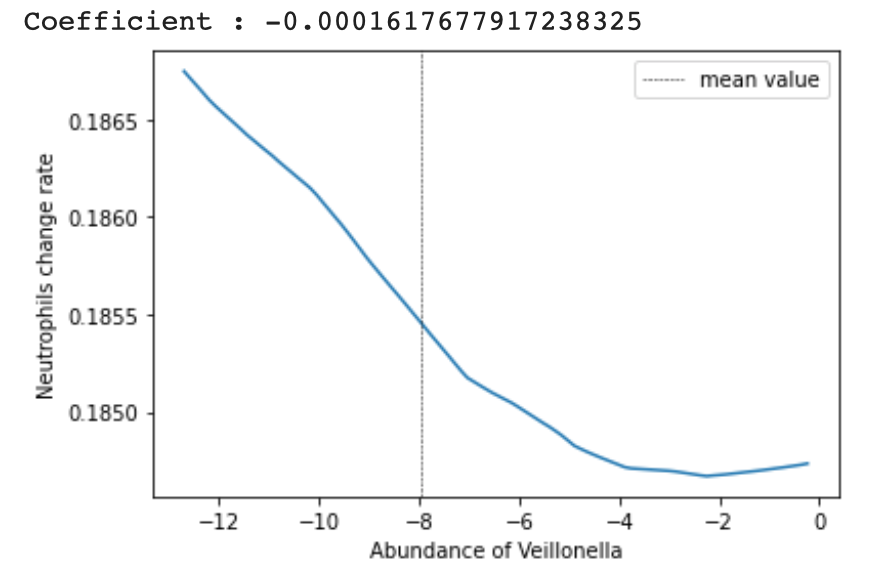 Coefficient : -0.0001617677917238325
mean value
0.1865
0.1860
0.1855
0.1850
Neutrophils change rate
−12 −10 −8 −6 −4 −2 0
Abundance of Veillonella